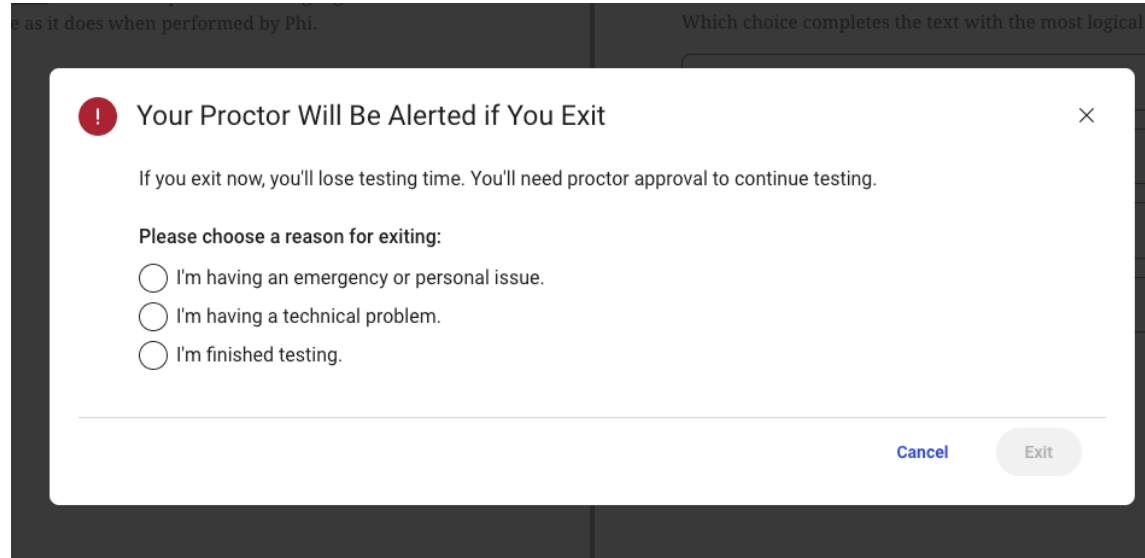 e as it does when performed by Phi.
Which choice completes the text with the most logical
! Your Proctor Will Be Alerted if You Exit
If you exit now, you'll lose testing time. You'll need proctor approval to continue testing.
Please choose a reason for exiting:
I'm having an emergency or personal issue.
I'm having a technical problem.
I'm finished testing.
Cancel
Exit